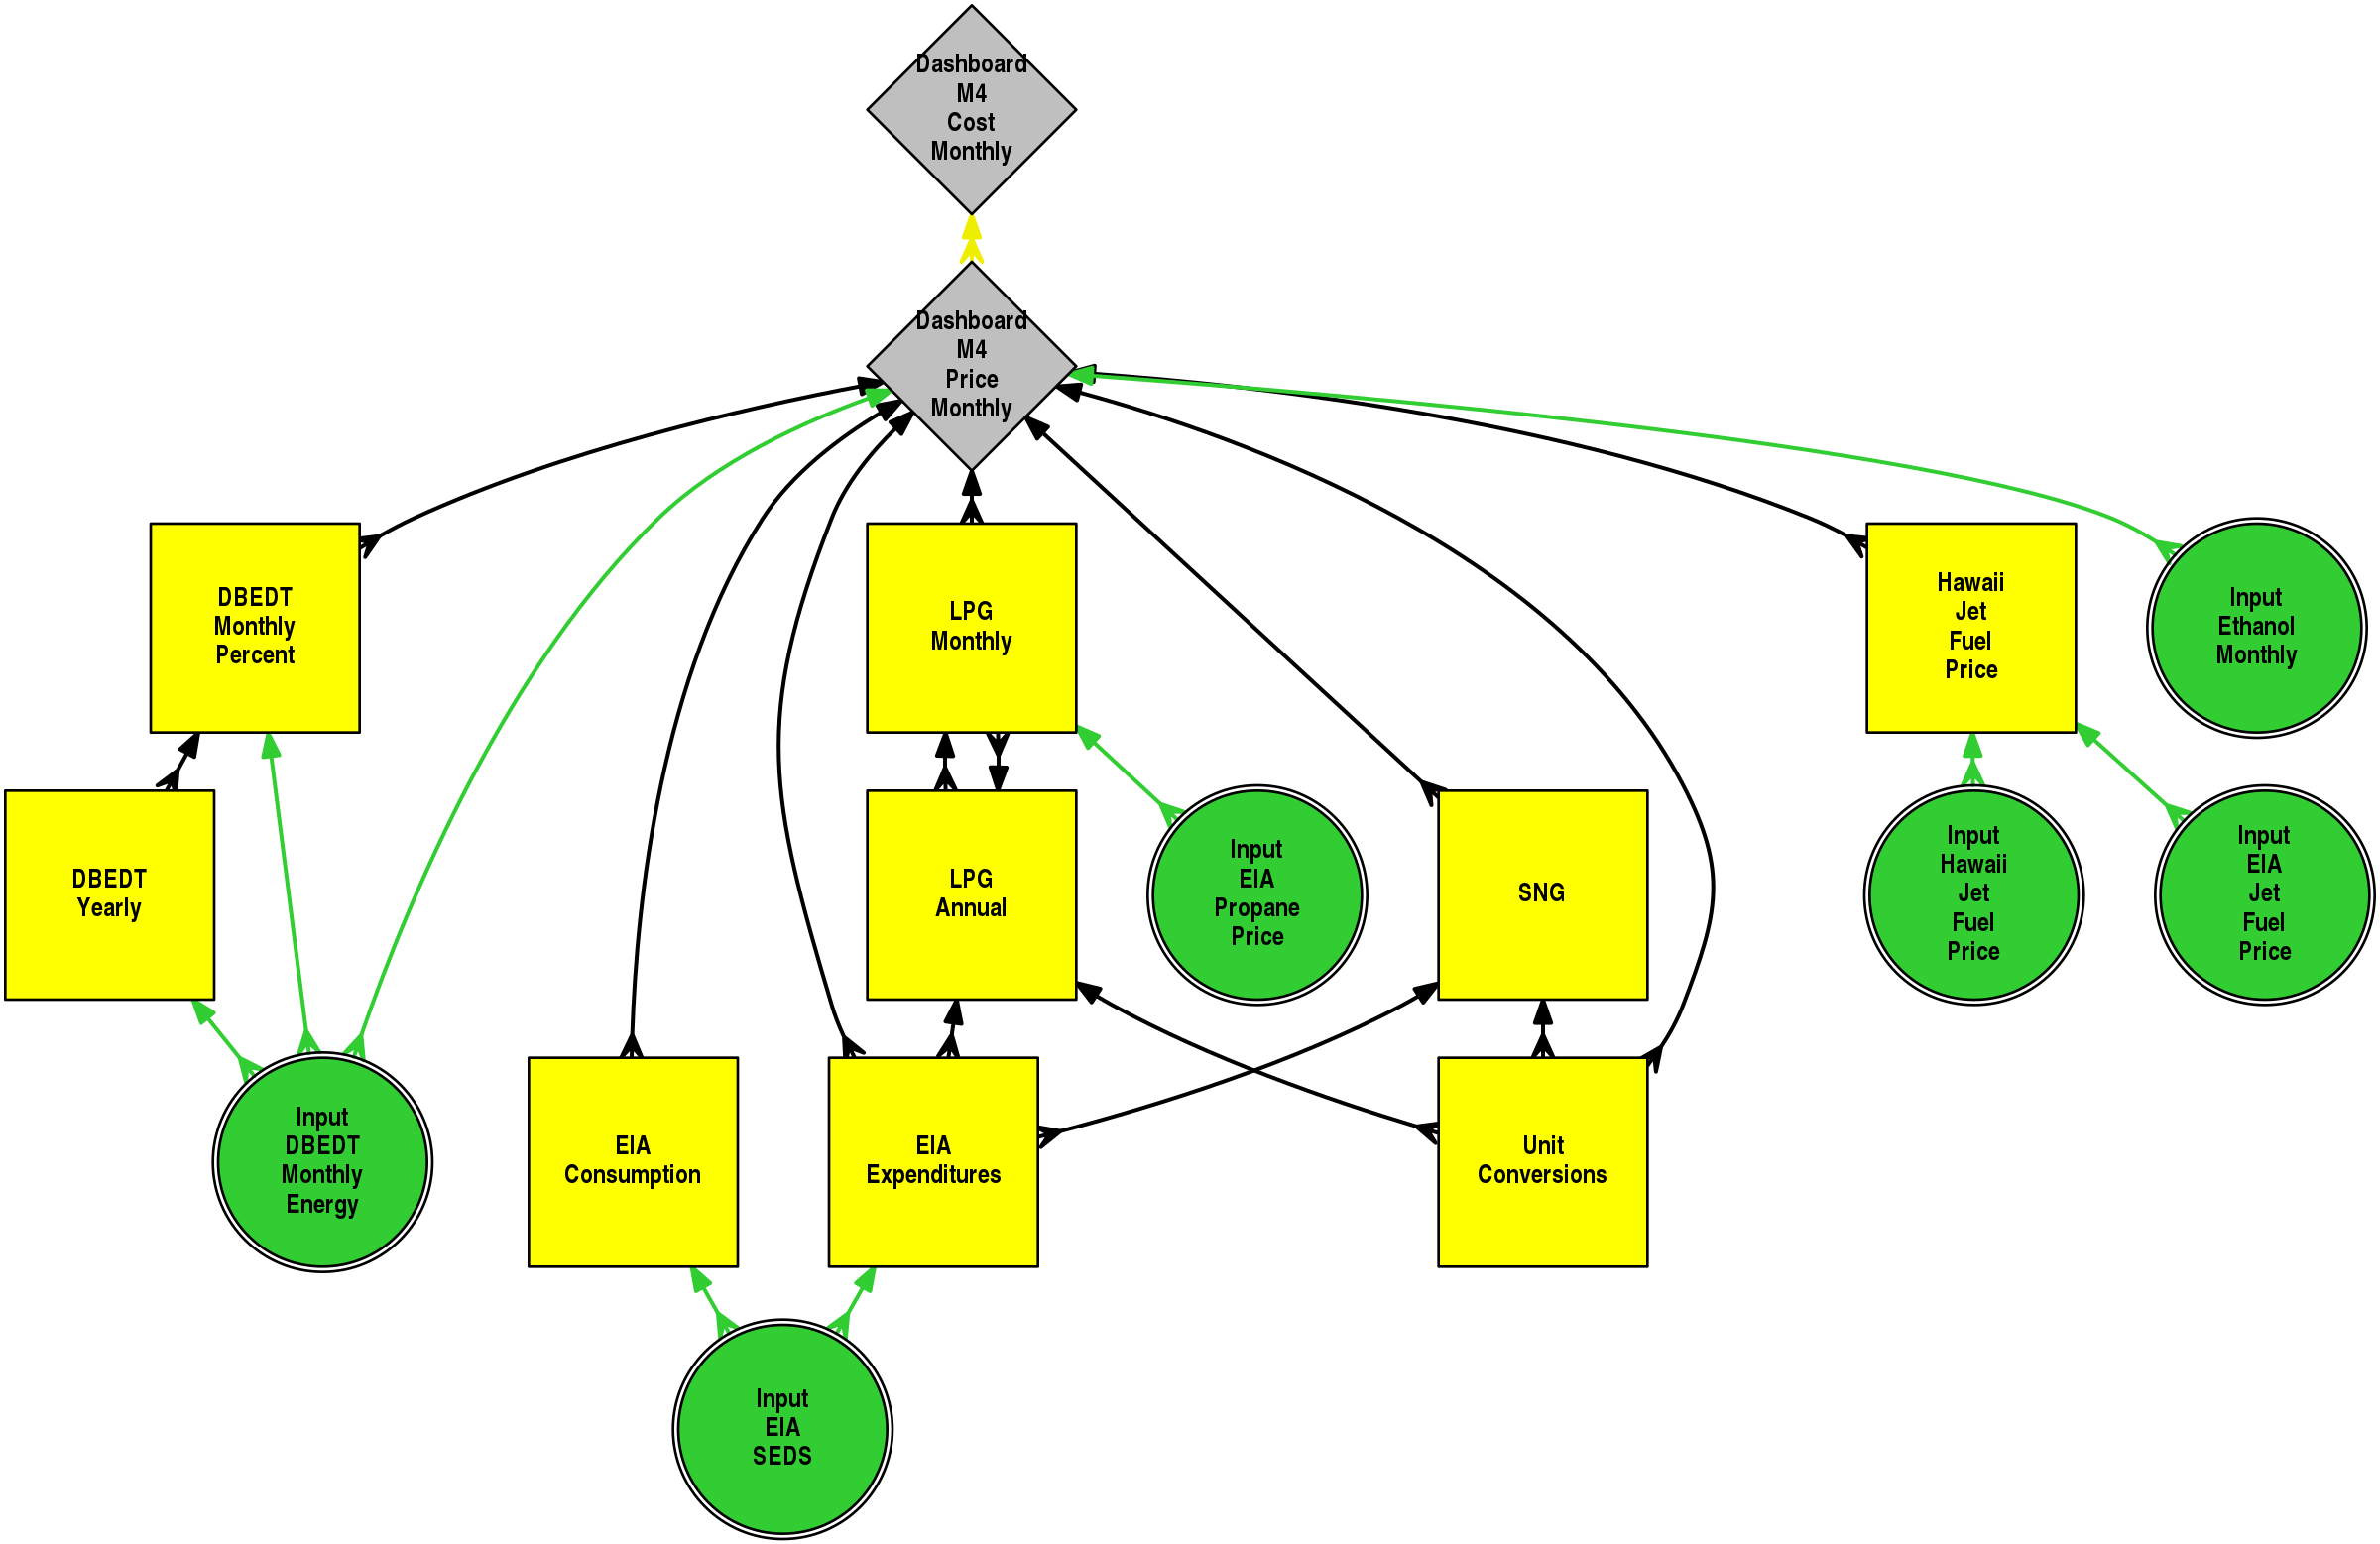 Dashboard
M4
Cost
Monthly
Dashboard
M4
Price
Monthly
DBEDT
Monthly
Percent
LPG
Monthly
Hawaii
Jet
Fuel
Price
Input
Ethanol
Monthly
DBEDT
Yearly
LPG
Annual
Input
EIA
Propane
Price
SNG
Input
Hawaii
Jet
Fuel
Price
Input
EIA
Jet
Fuel
Price
Input
DBEDT
Monthly
Energy
EIA
Consumption
EIA
Expenditures
Unit
Conversions
Input
EIA
SEDS